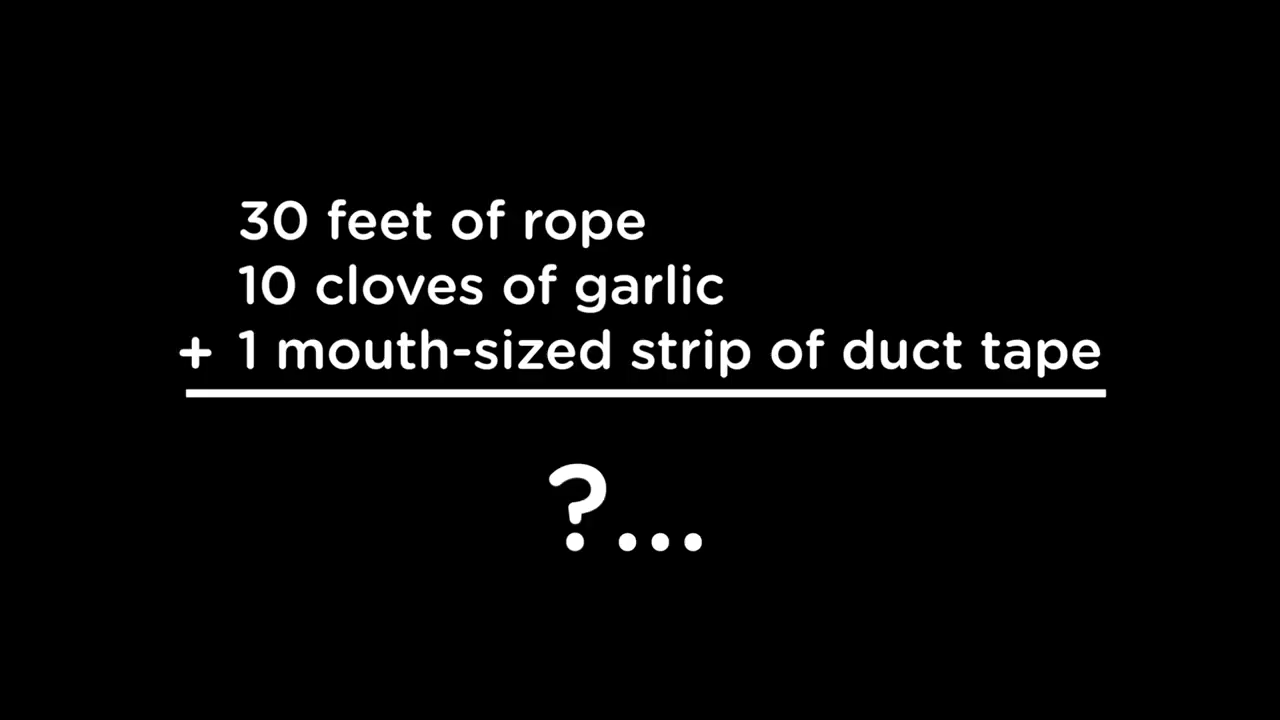 30 feet of rope
10 cloves of garlic
+ 1 mouth-sized strip of duct tape
?...